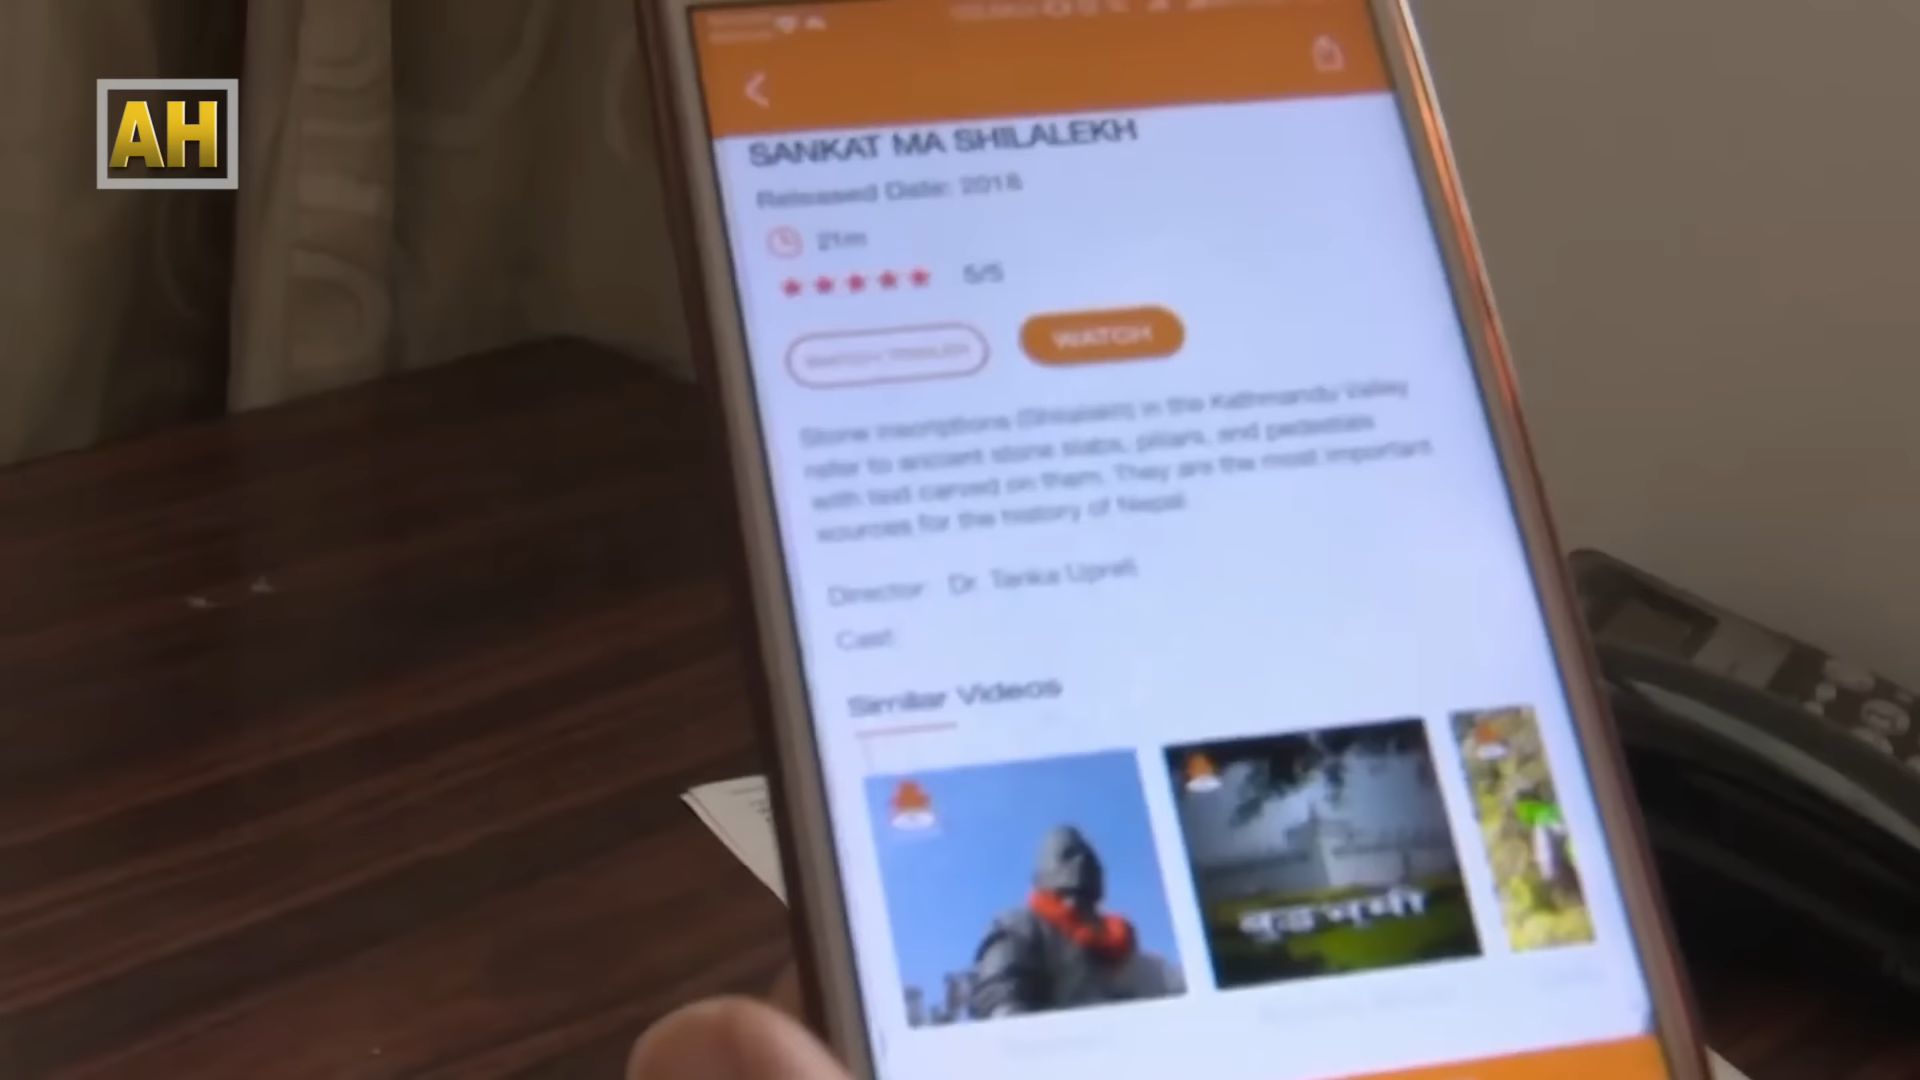 AH
SANKAT MA SHILALEKH
Released Date: 2018
21m
5/5
WATCH TRAILER
WATCH
Stone inscriptions (Shilalekh) in the Kathmandu Valley
refer to ancient stone slabs, pillars, and pedestals
with text carved on them. They are the most important
sources for the history of Nepal.
Director: Dr. Tanka Upreti
Cast:
Similar Videos